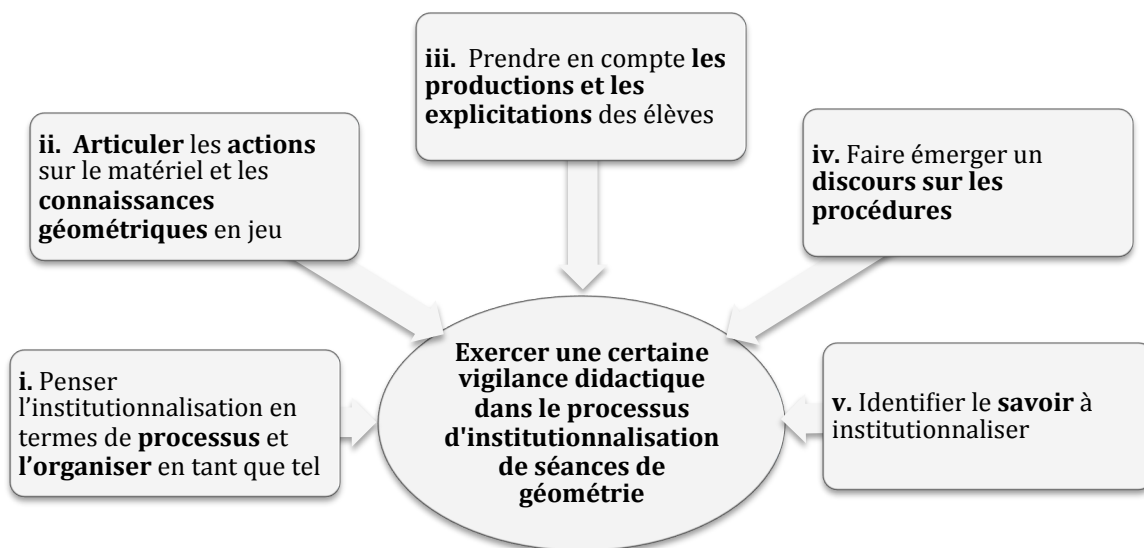 i. Penser
l'institutionnalisation en
termes de processus et
l'organiser en tant que tel
ii. Articuler les actions
sur le matériel et les
connaissances
géométriques en jeu
iii. Prendre en compte les
productions et les
explicitations des élèves
iv. Faire émerger un
discours sur les
procédures
v. Identifier le savoir à
institutionnaliser
Exercer une certaine
vigilance didactique
dans le processus
d'institutionnalisation
de séances de
géométrie